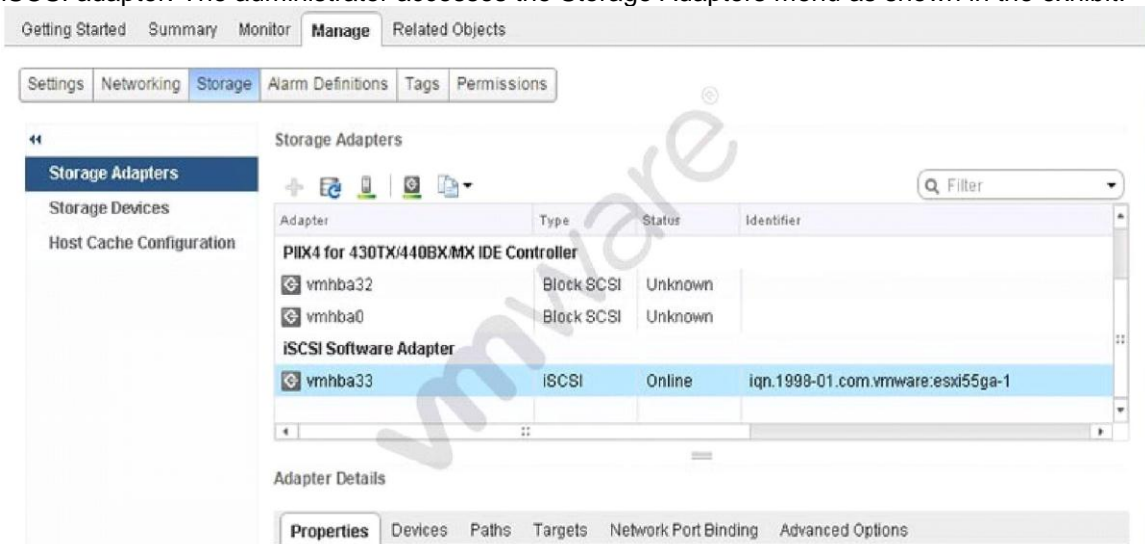 iSCSI adapter. The administrator accesses the Storage Adapters menu as shown in the exhibit.
Getting Started Summary Monitor Manage Related Objects
Settings Networking Storage Alarm Definitions Tags Permissions
Storage Adapters
Storage Adapters
Storage Devices
Host Cache Configuration
Filter
Adapter Type Status Identifier
PIIX4 for 430TX/440BX/MX IDE Controller
vmhba32 Block SCSI Unknown
vmhba0 Block SCSI Unknown
iSCSI Software Adapter
vmhba33 iSCSI Online iqn.1998-01.com.vmware:esxi55ga-1
vmware®
Adapter Details
Properties Devices Paths Targets Network Port Binding Advanced Options